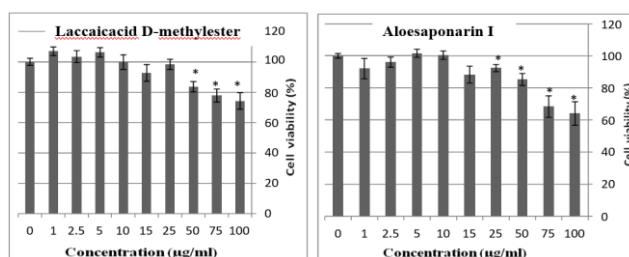 Laccaicacid D-methylester
120
100
80
60
40
20
0
Cell viability (%)
* * *
0 1 2.5 5 10 15 25 50 75 100
Concentration (µg/ml)
Aloesaponarin I
120
100
80
60
40
20
0
Cell viability (%)
* * * *
0 1 2.5 5 10 15 25 50 75 100
Concentration (µg/ml)